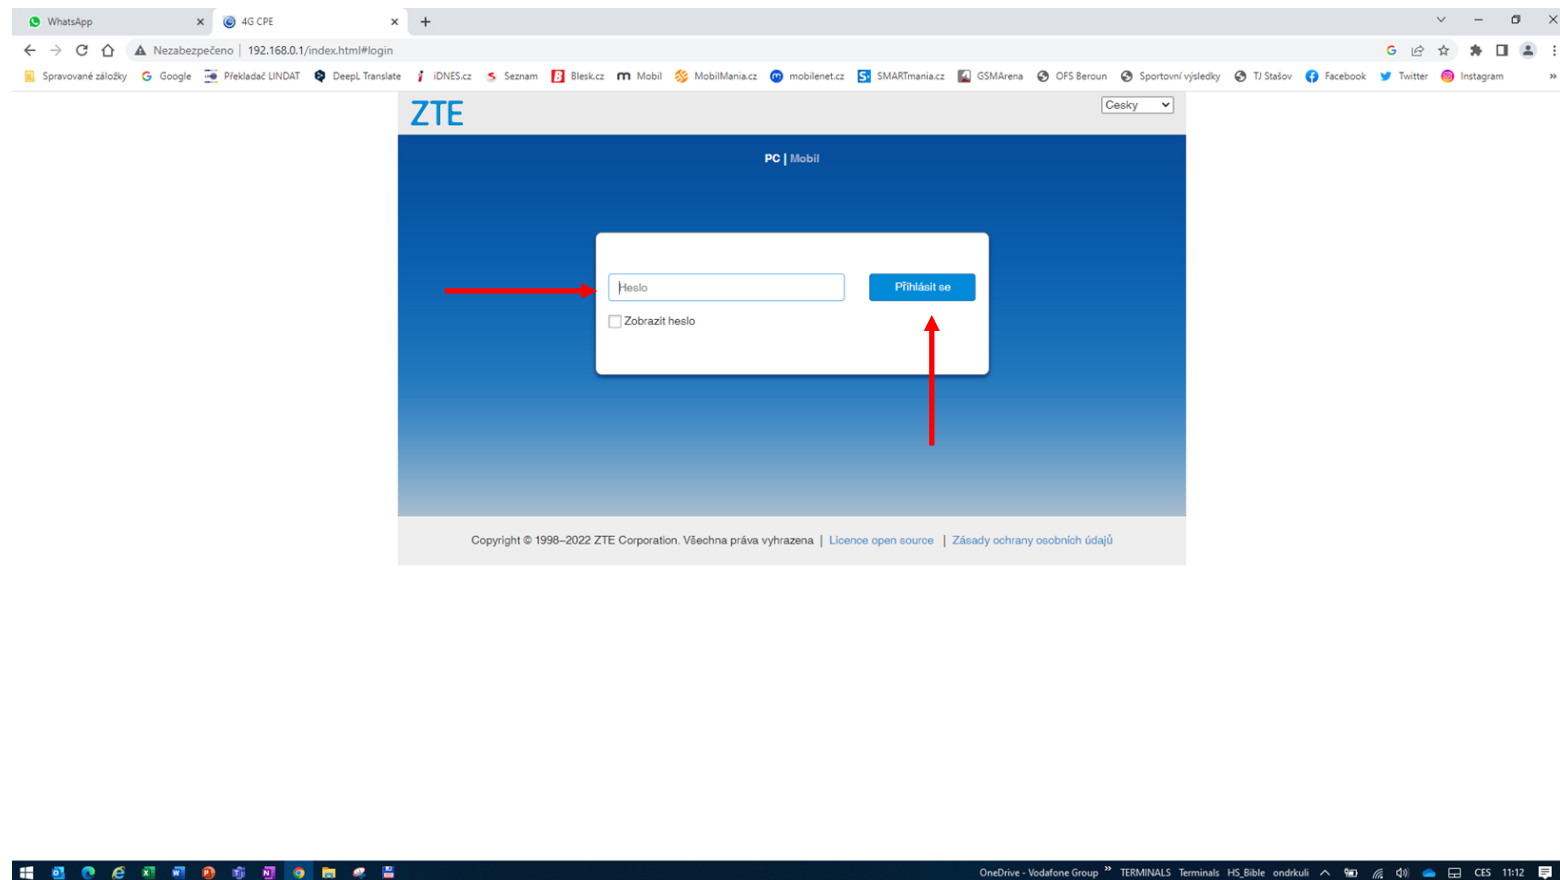 WhatsApp
4G CPE
Nezabezpečeno | 192.168.0.1/index.html#login
Spravované záložky Google Překladač LINDAT DeepL Translate iDNES.cz Seznam Blesk.cz Mobil MobilMania.cz mobilenet.cz SMARTmania.cz GSMArena OFS Beroun Sportovní výsledky TJ Stašov Facebook Twitter Instagram »
ZTE
Cesky
PC | Mobil
Heslo
Přihlásit se
Zobrazit heslo
Copyright © 1998–2022 ZTE Corporation. Všechna práva vyhrazena | Licence open source | Zásady ochrany osobních údajů
OneDrive - Vodafone Group » TERMINALS Terminals HS_Bible ondrkuli CES 11:12